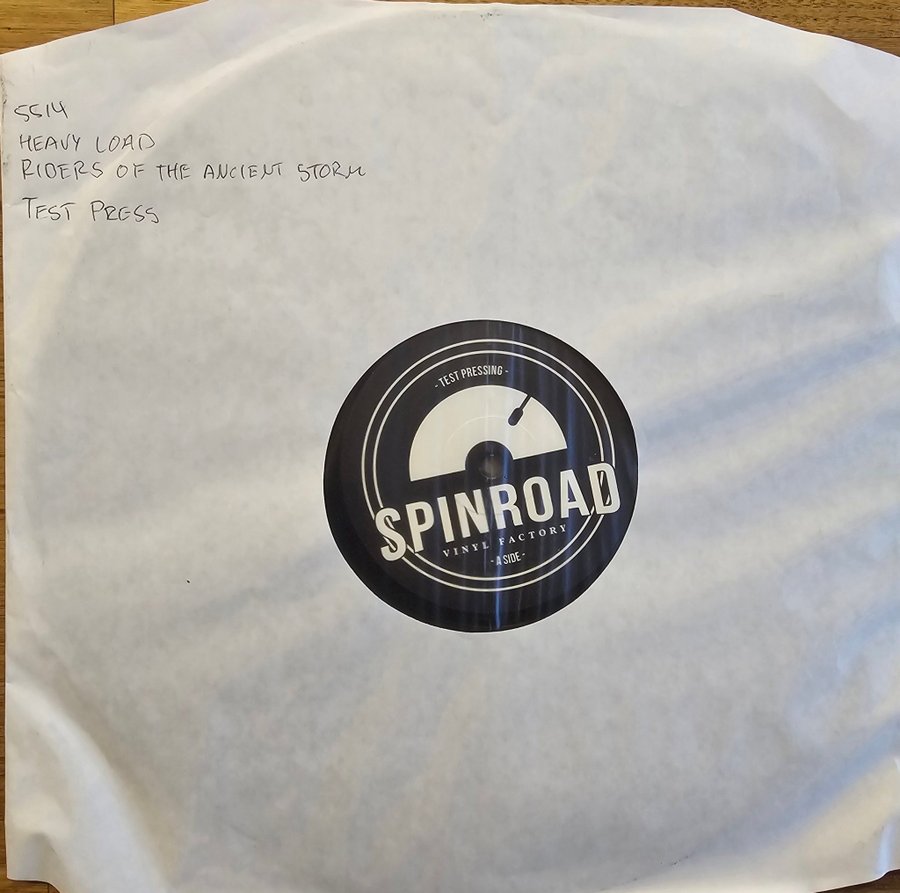 5514
HEAVY LOAD
RIDERS OF THE ANCIENT STORM
TEST PRESS
- TEST PRESSING -
SPINROAD
VINYL FACTORY
- A SIDE -